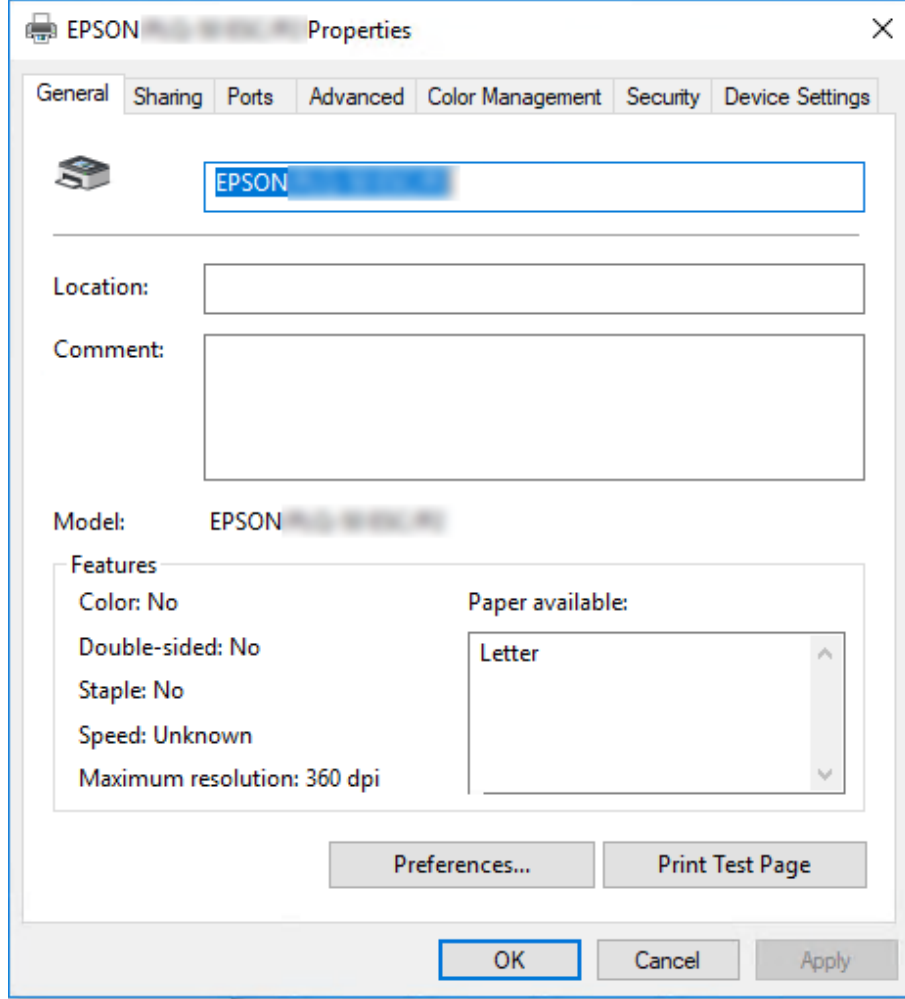 EPSON Properties
General Sharing Ports Advanced Color Management Security Device Settings
EPSON
Location:
Comment:
Model: EPSON
Features
Color: No
Paper available:
Double-sided: No
Letter
Staple: No
Speed: Unknown
Maximum resolution: 360 dpi
Preferences... Print Test Page
OK Cancel Apply